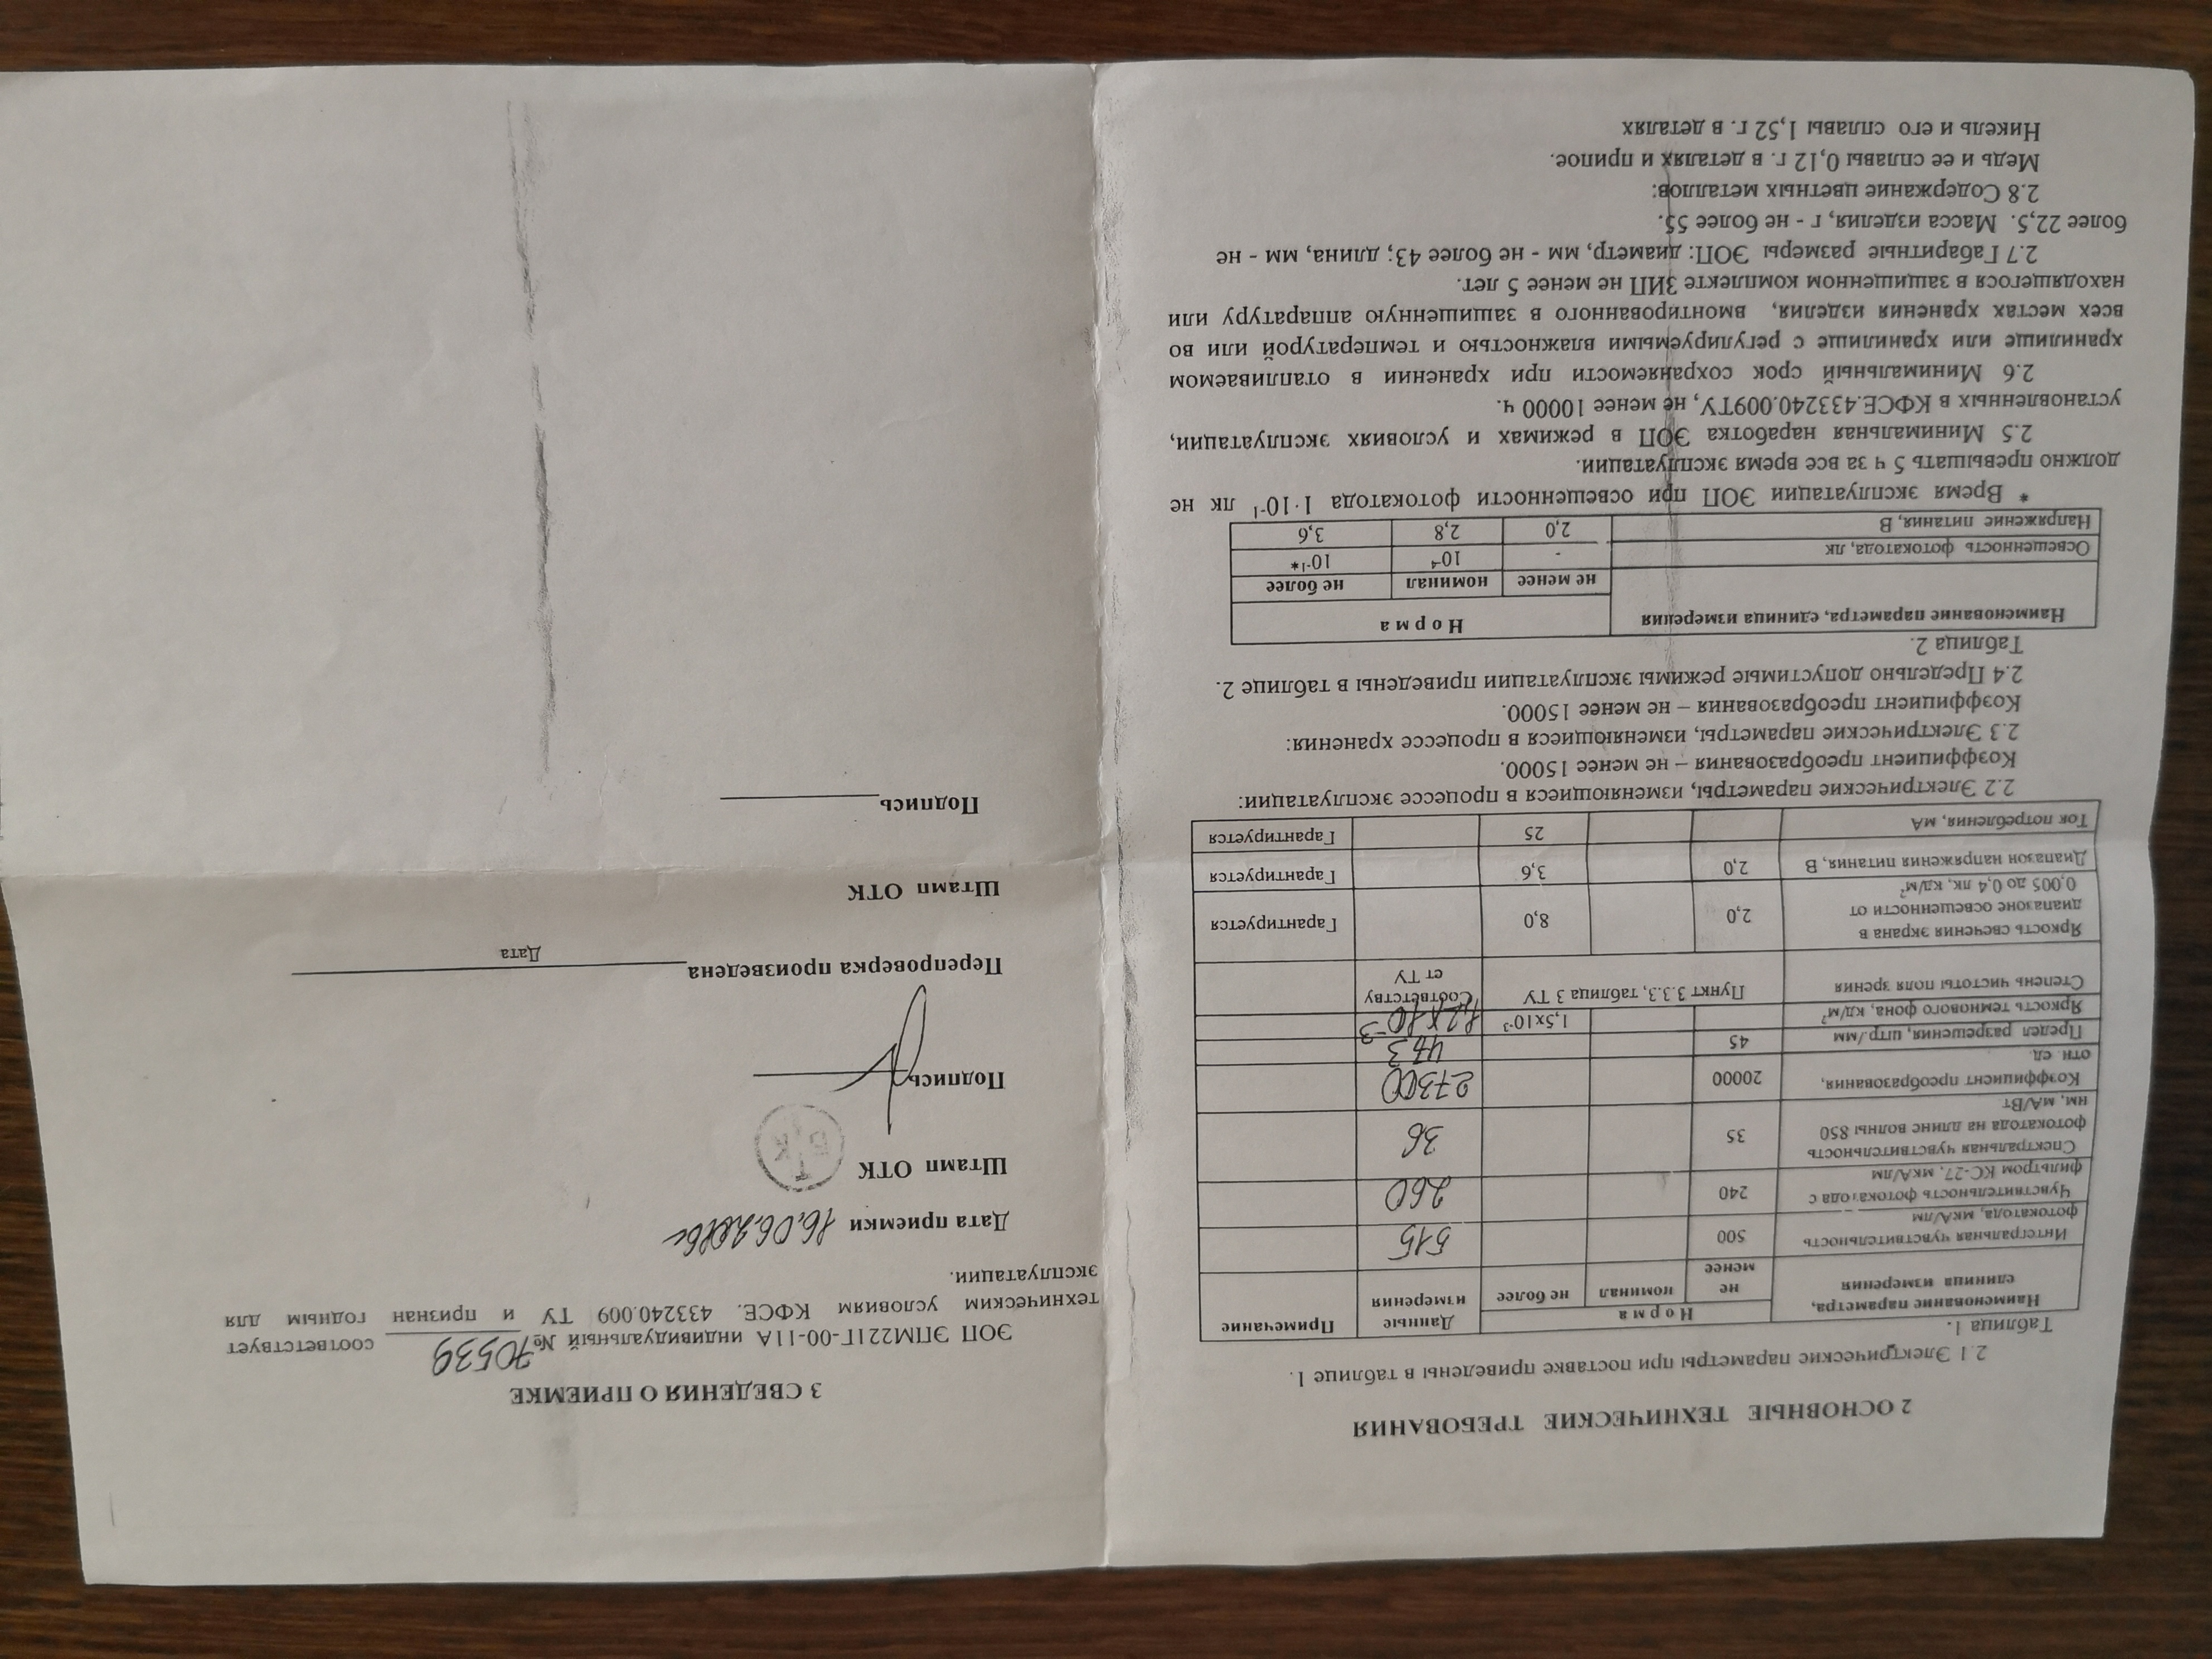 2 ОСНОВНЫЕ ТЕХНИЧЕСКИЕ ТРЕБОВАНИЯ
2.1 Электрические параметры при поставке приведены в таблице 1.
Таблица 1.
Наименование параметра, единица измерения | Норма | Данные измерения | Примечание
не менее | номинал | не более
Интегральная чувствительность фотокатода, мкА/лм | 500 | 515
Чувствительность фотокатода с фильтром КС-27, мкА/лм | 240 | 260
Спектральная чувствительность фотокатода на длине волны 850 нм, мА/Вт | 35 | 36
Коэффициент преобразования, отн. ед. | 20000 | 27300
Предел разрешения, штр./мм | 45
Яркость темнового фона, кд/м² | 1,5х10⁻³ | 1,2х10⁻³
Степень чистоты поля зрения | Пункт 3.3.3, таблица 3 ТУ | Соответству ет ТУ
Яркость свечения экрана в диапазоне освещенности от 0,005 до 0,4 лк, кд/м² | 2,0 | 8,0 | Гарантируется
Диапазон напряжения питания, В | 2,0 | 3,6 | Гарантируется
Ток потребления, мА | 25 | Гарантируется
2.2 Электрические параметры, изменяющиеся в процессе эксплуатации:
Коэффициент преобразования – не менее 15000.
2.3 Электрические параметры, изменяющиеся в процессе хранения:
Коэффициент преобразования – не менее 15000.
2.4 Предельно допустимые режимы эксплуатации приведены в таблице 2.
Таблица 2.
Наименование параметра, единица измерения | Норма
не менее | номинал | не более
Освещенность фотокатода, лк | - | 10⁻⁴ | 10⁻¹*
Напряжение питания, В | 2,0 | 2,8 | 3,6
* Время эксплуатации ЭОП при освещенности фотокатода 1·10⁻¹ лк не
должно превышать 5 ч за все время эксплуатации.
2.5 Минимальная наработка ЭОП в режимах и условиях эксплуатации,
установленных в КФСЕ.433240.009ТУ, не менее 10000 ч.
2.6 Минимальный срок сохраняемости при хранении в отапливаемом
хранилище или хранилище с регулируемыми влажностью и температурой или во
всех местах хранения изделия, вмонтированного в защищенную аппаратуру или
находящегося в защищенном комплекте ЗИП не менее 5 лет.
2.7 Габаритные размеры ЭОП: диаметр, мм - не более 43; длина, мм - не
более 22,5. Масса изделия, г - не более 55.
2.8 Содержание цветных металлов:
Медь и ее сплавы 0,12 г. в деталях и припое.
Никель и его сплавы 1,52 г. в деталях
3 СВЕДЕНИЯ О ПРИЕМКЕ
ЭОП ЭПМ221Г-00-11А индивидуальный № 70539 соответствует
техническим условиям КФСЕ. 433240.009 ТУ и признан годным для
эксплуатации.
Дата приемки 16.06.
Штамп ОТК
Подпись
Перепроверка произведена
Дата
Штамп ОТК
Подпись